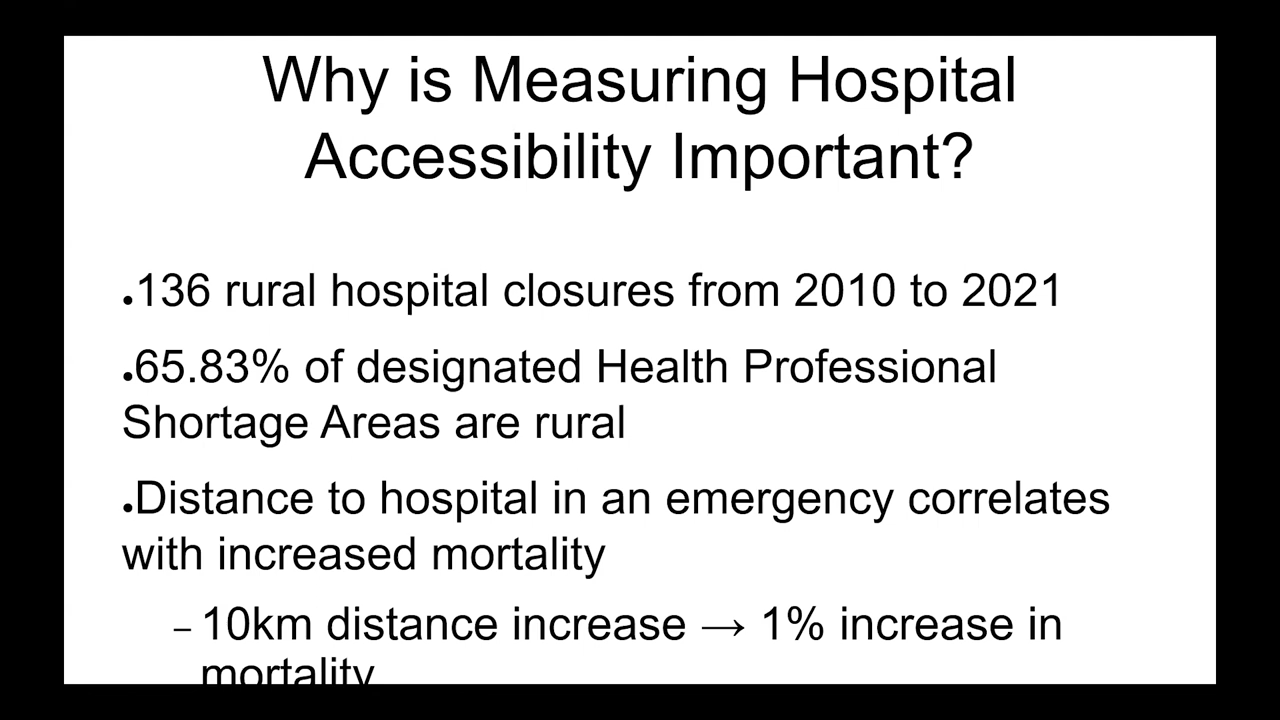 Why is Measuring Hospital
Accessibility Important?
●136 rural hospital closures from 2010 to 2021
●65.83% of designated Health Professional
Shortage Areas are rural
●Distance to hospital in an emergency correlates
with increased mortality
– 10km distance increase → 1% increase in
mortality